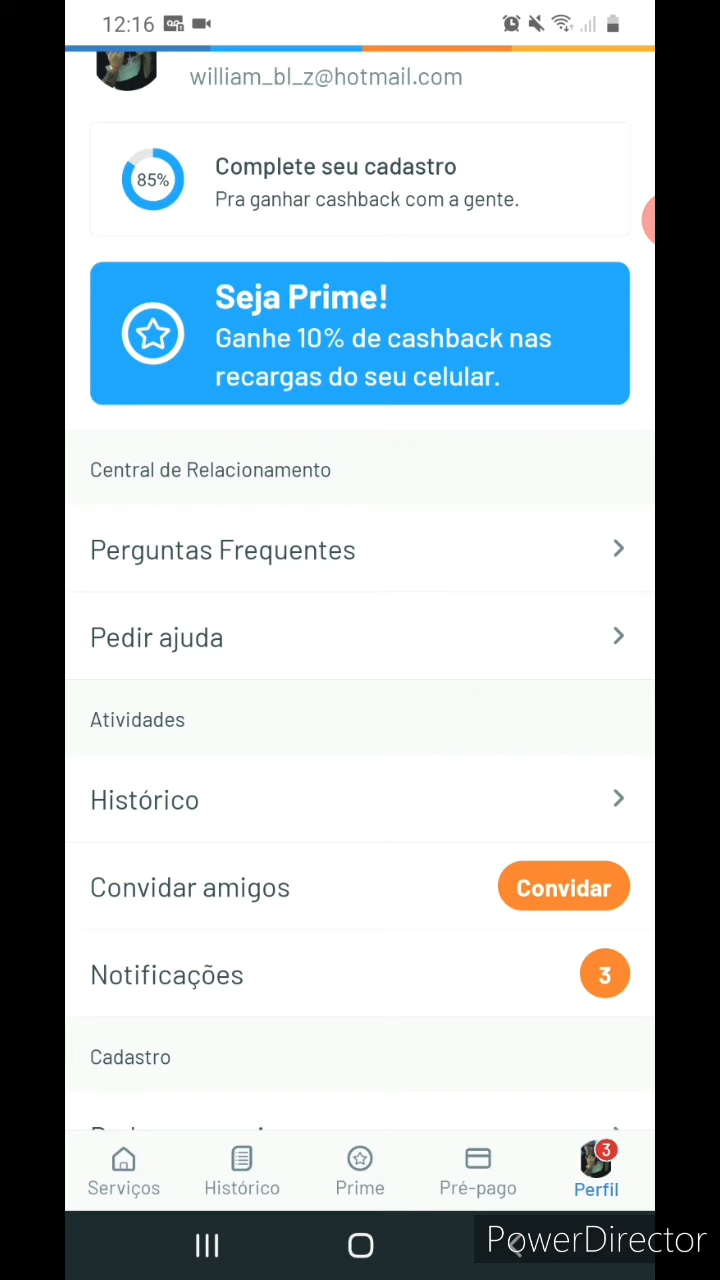 12:16
william_bl_z@hotmail.com
85%
Complete seu cadastro
Pra ganhar cashback com a gente.
Seja Prime!
Ganhe 10% de cashback nas
recargas do seu celular.
Central de Relacionamento
Perguntas Frequentes
Pedir ajuda
Atividades
Histórico
Convidar amigos
Convidar
Notificações
3
Cadastro
3
Serviços
Histórico
Prime
Pré-pago
Perfil
PowerDirector